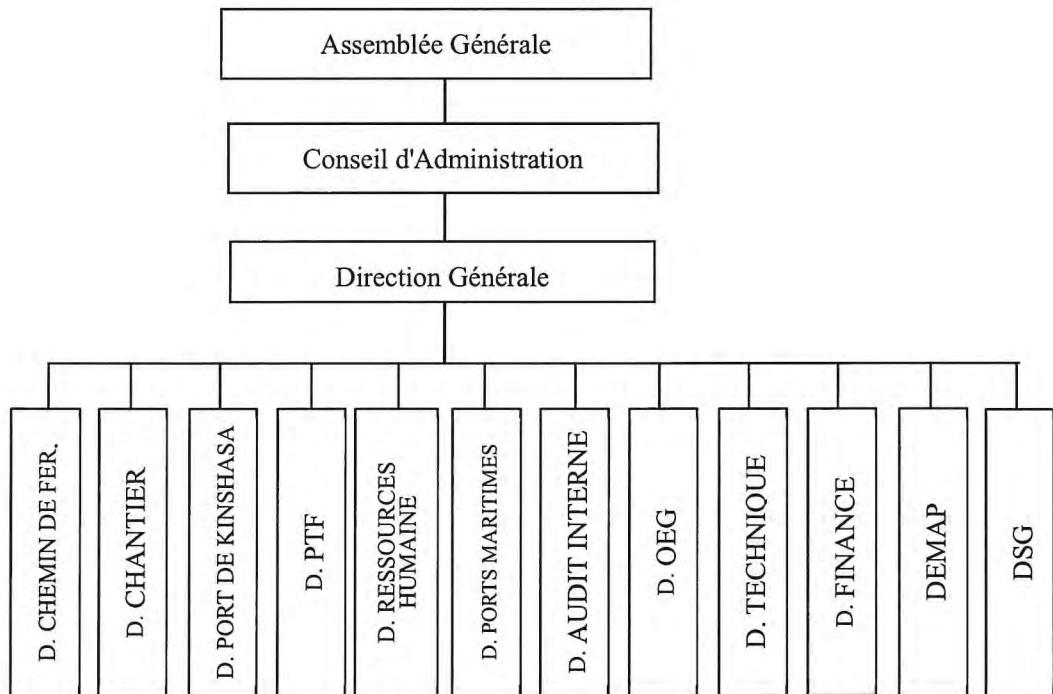 Assemblée Générale
Conseil d'Administration
Direction Générale
D. CHEMIN DE FER.
D. CHANTIER
D. PORT DE KINSHASA
D. PTF
D. RESSOURCES
HUMAINE
D. PORTS MARITIMES
D. AUDIT INTERNE
D. OEG
D. TECHNIQUE
D. FINANCE
DEMAP
DSG